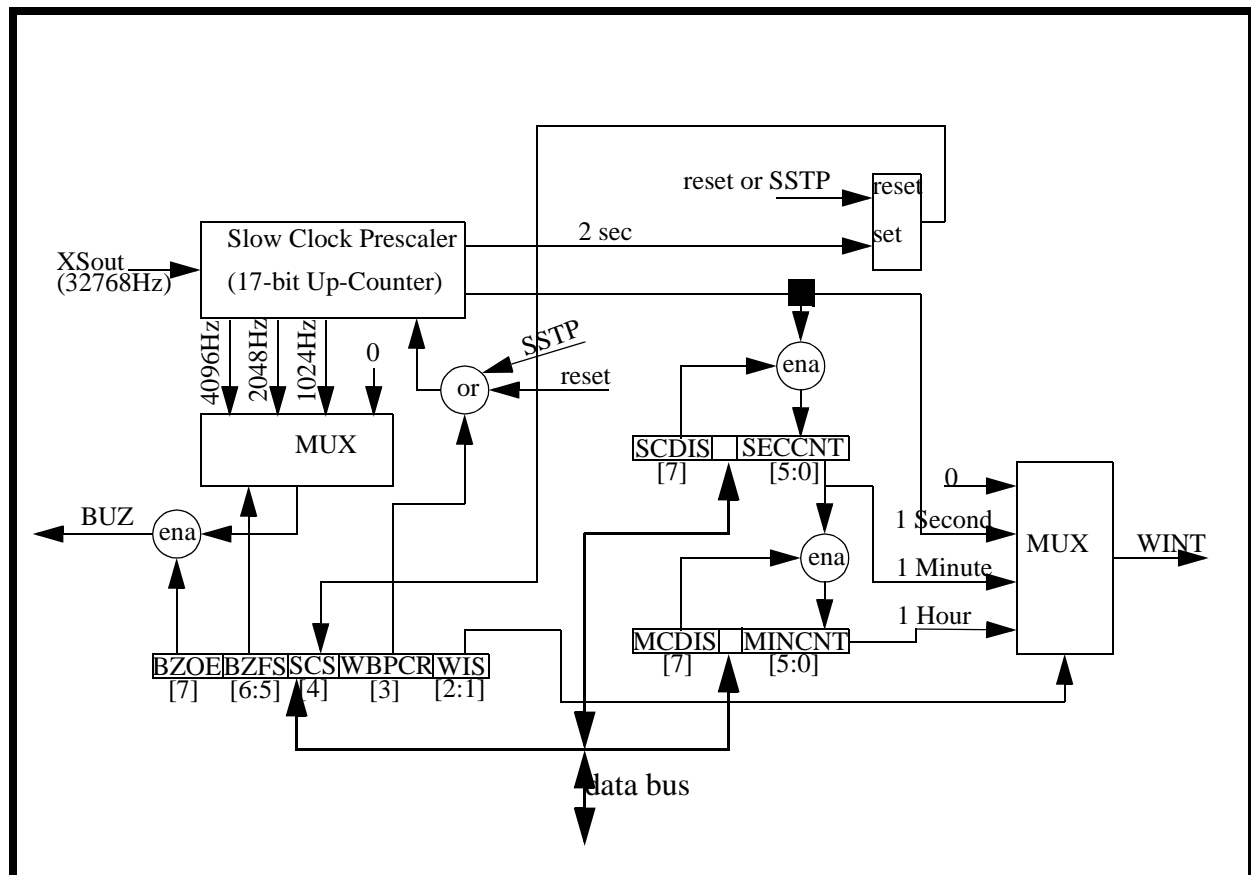 reset or SSTP
reset
set
2 sec
Slow Clock Prescaler
(17-bit Up-Counter)
XSout
(32768Hz)
4096Hz
2048Hz
1024Hz
0
SSTP
or
reset
ena
MUX
SCDIS
SECCNT
[7]
[5:0]
BUZ
ena
0
1 Second
1 Minute
1 Hour
MUX
WINT
ena
MCDIS
MINCNT
[7]
[5:0]
BZOE
BZFS
SCS
WBPCR
WIS
[7]
[6:5]
[4]
[3]
[2:1]
data bus